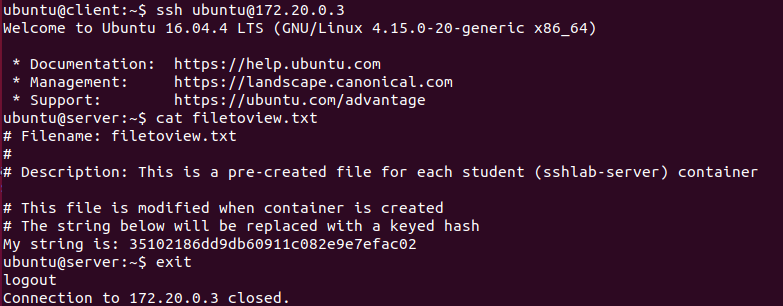 ubuntu@client:~$ ssh ubuntu@172.20.0.3
Welcome to Ubuntu 16.04.4 LTS (GNU/Linux 4.15.0-20-generic x86_64)

 * Documentation:  https://help.ubuntu.com
 * Management:     https://landscape.canonical.com
 * Support:        https://ubuntu.com/advantage
ubuntu@server:~$ cat filetoview.txt
# Filename: filetoview.txt
#
# Description: This is a pre-created file for each student (sshlab-server) container

# This file is modified when container is created
# The string below will be replaced with a keyed hash
My string is: 35102186dd9db60911c082e9e7efac02
ubuntu@server:~$ exit
logout
Connection to 172.20.0.3 closed.